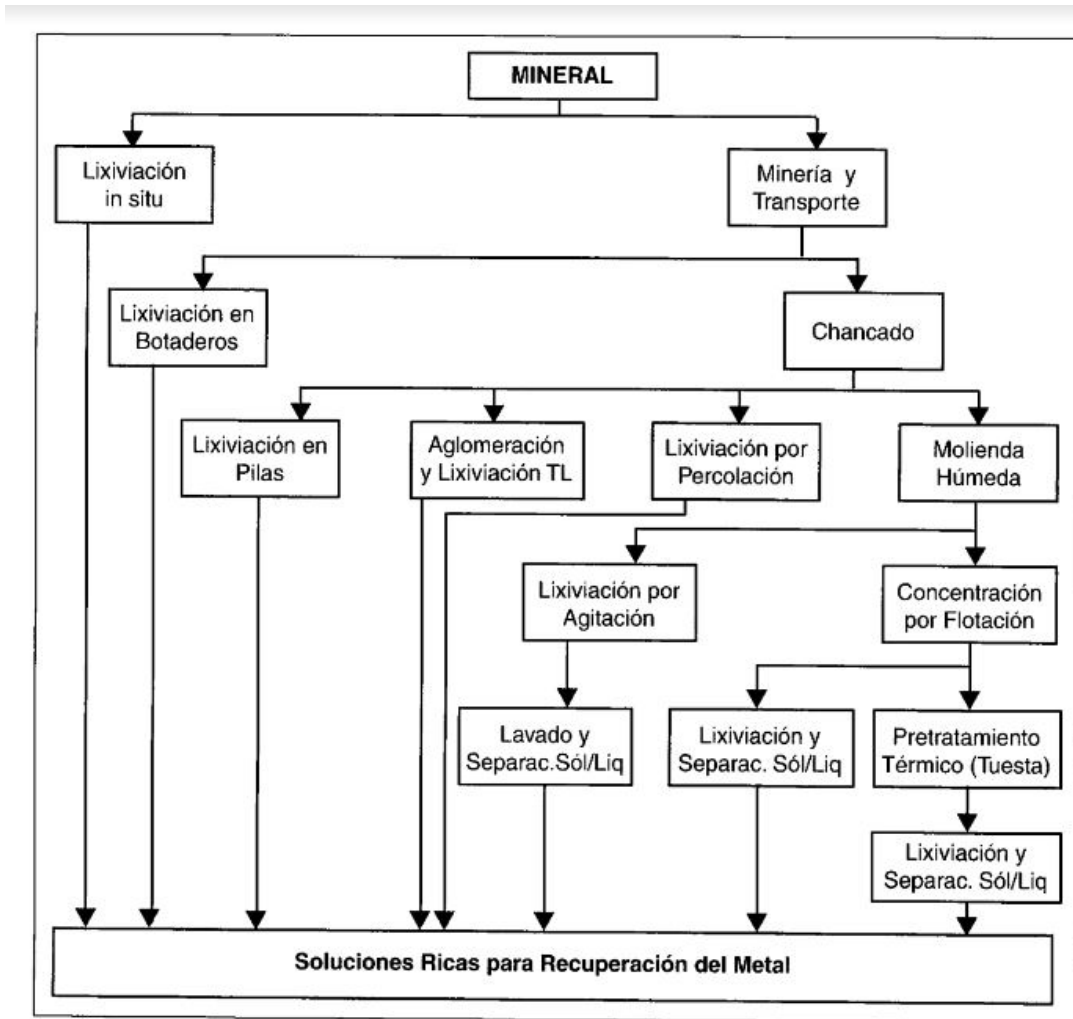 MINERAL
Lixiviación
in situ
Minería y
Transporte
Lixiviación en
Botaderos
Chancado
Lixiviación en
Pilas
Aglomeración
y Lixiviación TL
Lixiviación por
Percolación
Molienda
Húmeda
Lixiviación por
Agitación
Concentración
por Flotación
Lavado y
Separac.Sól/Liq
Lixiviación y
Separac. Sól/Liq
Pretratamiento
Térmico (Tuesta)
Lixiviación y
Separac. Sól/Liq
Soluciones Ricas para Recuperación del Metal